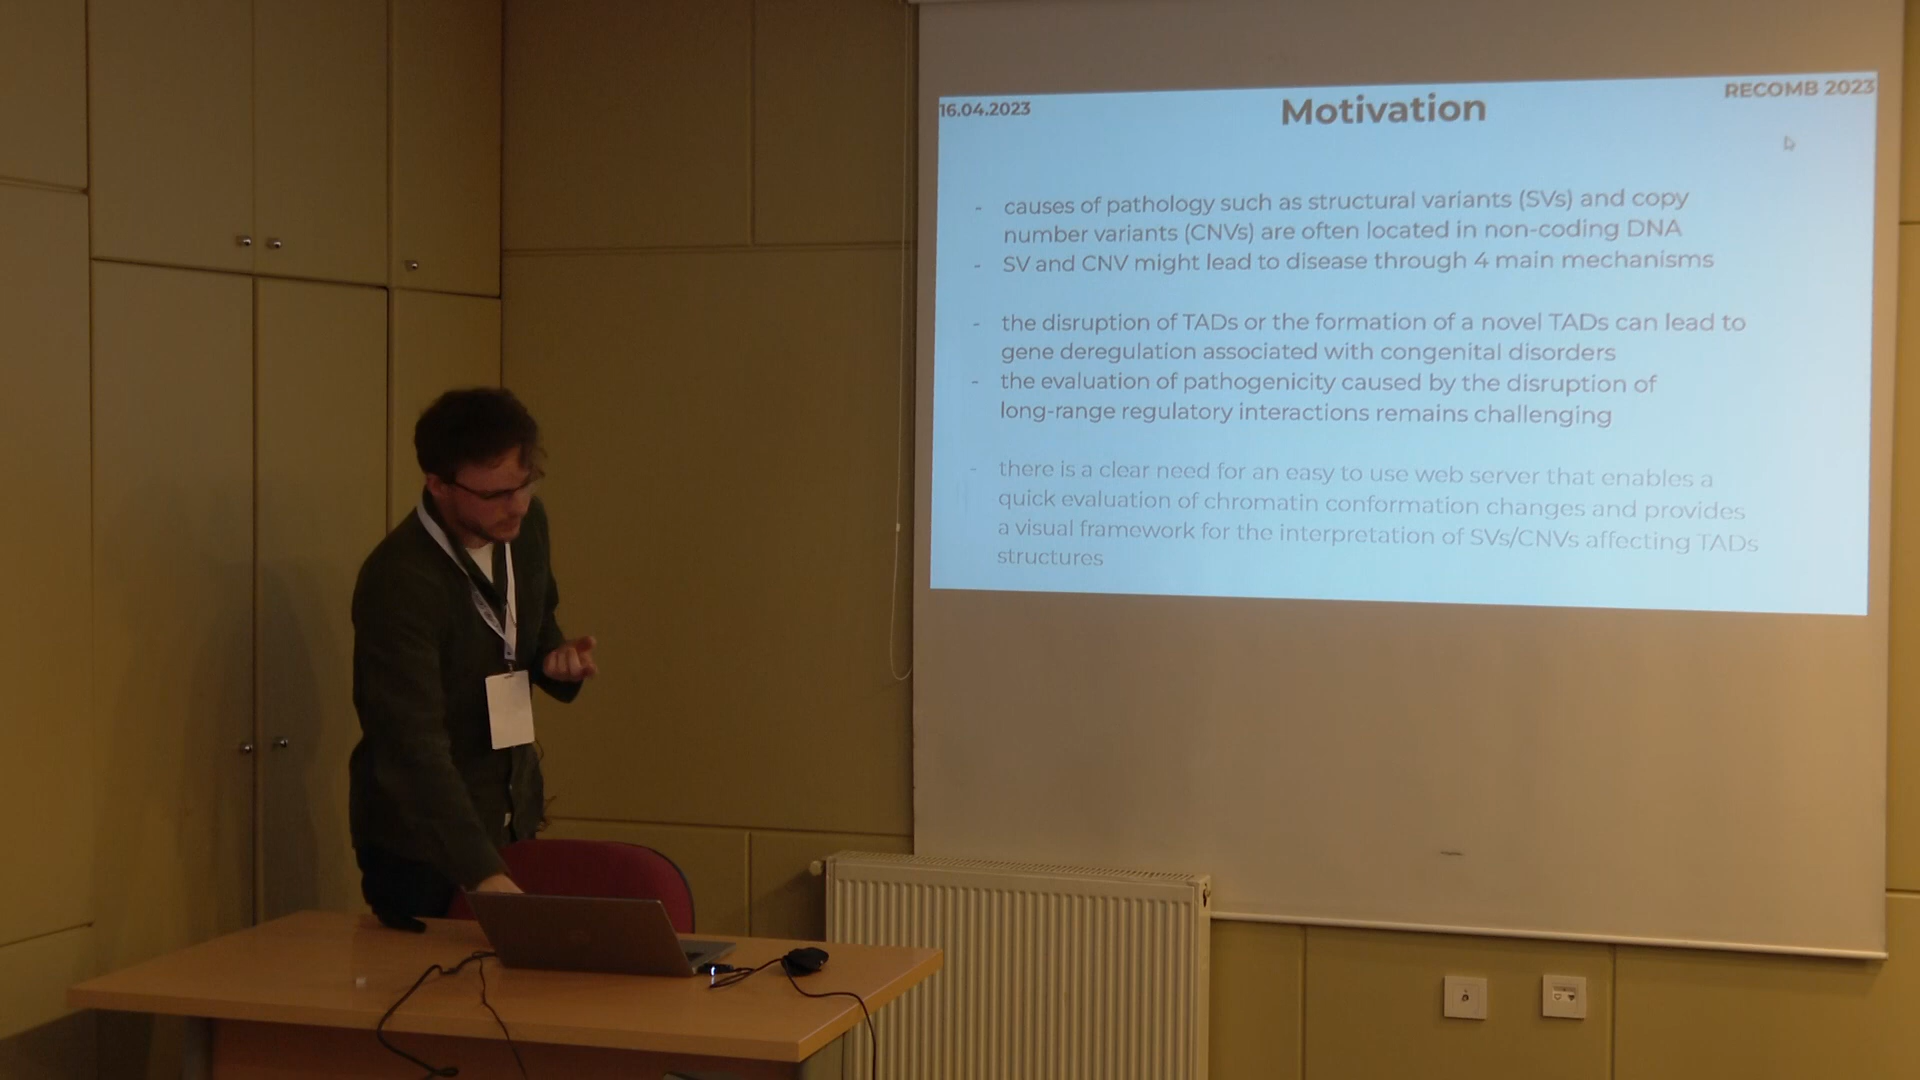 16.04.2023
Motivation
RECOMB 2023
- causes of pathology such as structural variants (SVs) and copy
number variants (CNVs) are often located in non-coding DNA
- SV and CNV might lead to disease through 4 main mechanisms
- the disruption of TADs or the formation of a novel TADs can lead to
gene deregulation associated with congenital disorders
- the evaluation of pathogenicity caused by the disruption of
long-range regulatory interactions remains challenging
- there is a clear need for an easy to use web server that enables a
quick evaluation of chromatin conformation changes and provides
a visual framework for the interpretation of SVs/CNVs affecting TADs
structures